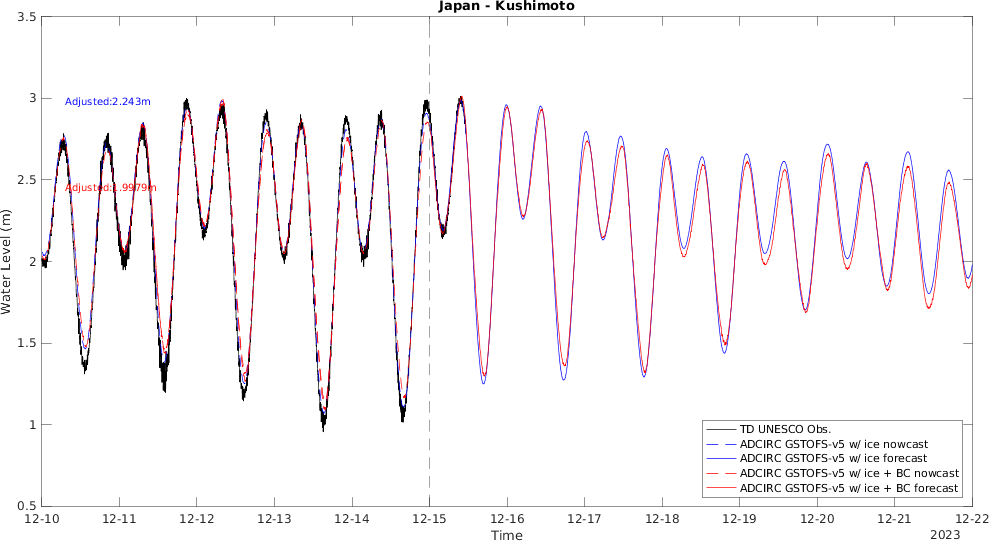 Japan - Kushimoto
3.5
3
2.5
2
1.5
1
0.5
Water Level (m)
Adjusted:2.243m
Adjusted:1.9979m
TD UNESCO Obs.
ADCIRC GSTOFS-v5 w/ ice nowcast
ADCIRC GSTOFS-v5 w/ ice forecast
ADCIRC GSTOFS-v5 w/ ice + BC nowcast
ADCIRC GSTOFS-v5 w/ ice + BC forecast
12-10 12-11 12-12 12-13 12-14 12-15 12-16 12-17 12-18 12-19 12-20 12-21 12-22
Time
2023